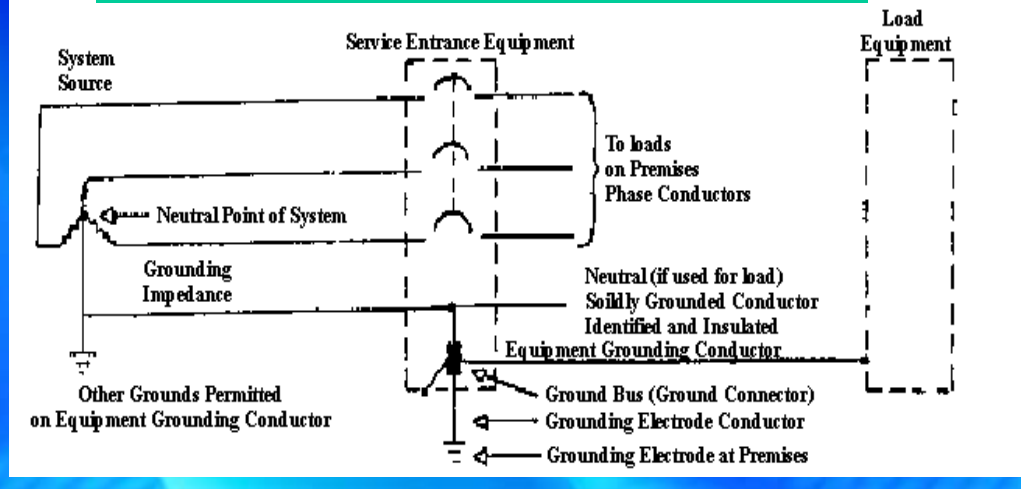 Load
Equipment
Service Entrance Equipment
System
Source
To loads
on Premises
Phase Conductors
Neutral Point of System
Grounding
Impedance
Neutral (if used for load)
Soildly Grounded Conductor
Identified and Insulated
Equipment Grounding Conductor
Other Grounds Permitted
on Equipment Grounding Conductor
Ground Bus (Ground Connector)
Grounding Electrode Conductor
Grounding Electrode at Premises